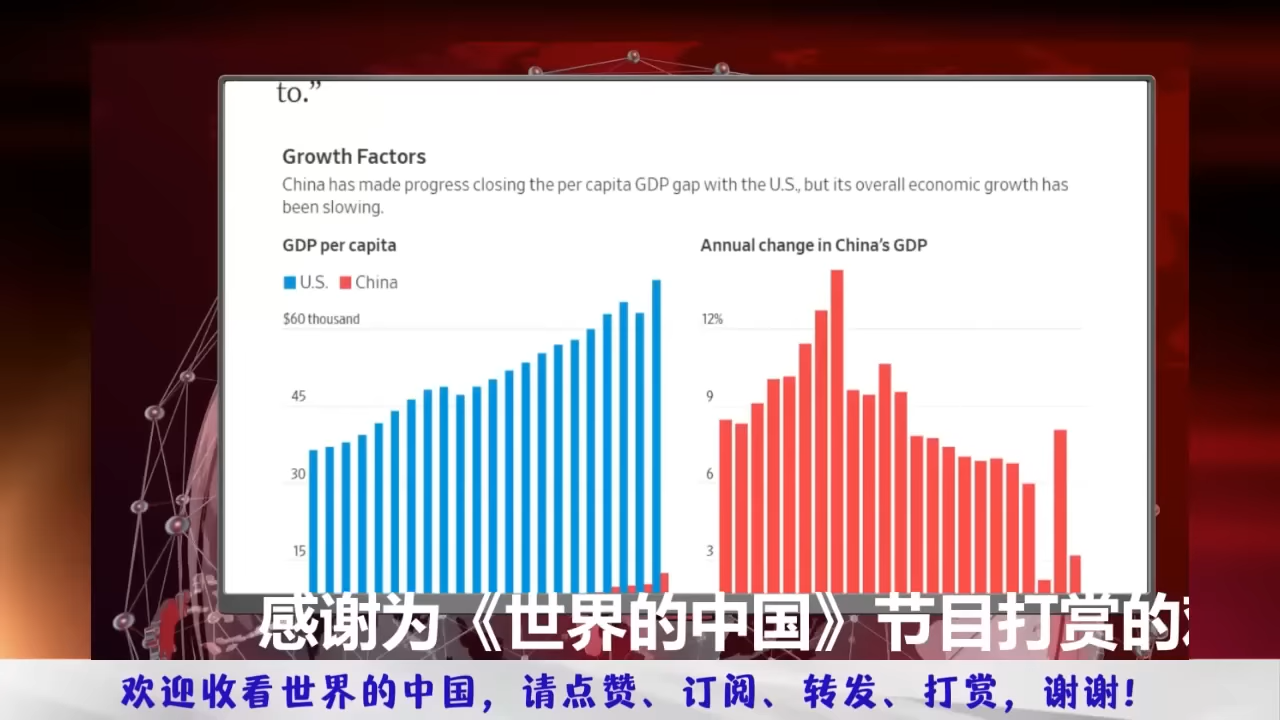 to.”
Growth Factors
China has made progress closing the per capita GDP gap with the U.S., but its overall economic growth has
been slowing.
GDP per capita
U.S. China
$60 thousand
45
30
15
Annual change in China’s GDP
12%
9
6
3
感谢为《世界的中国》节目打赏的
欢迎收看世界的中国，请点赞、订阅、转发、打赏，谢谢！